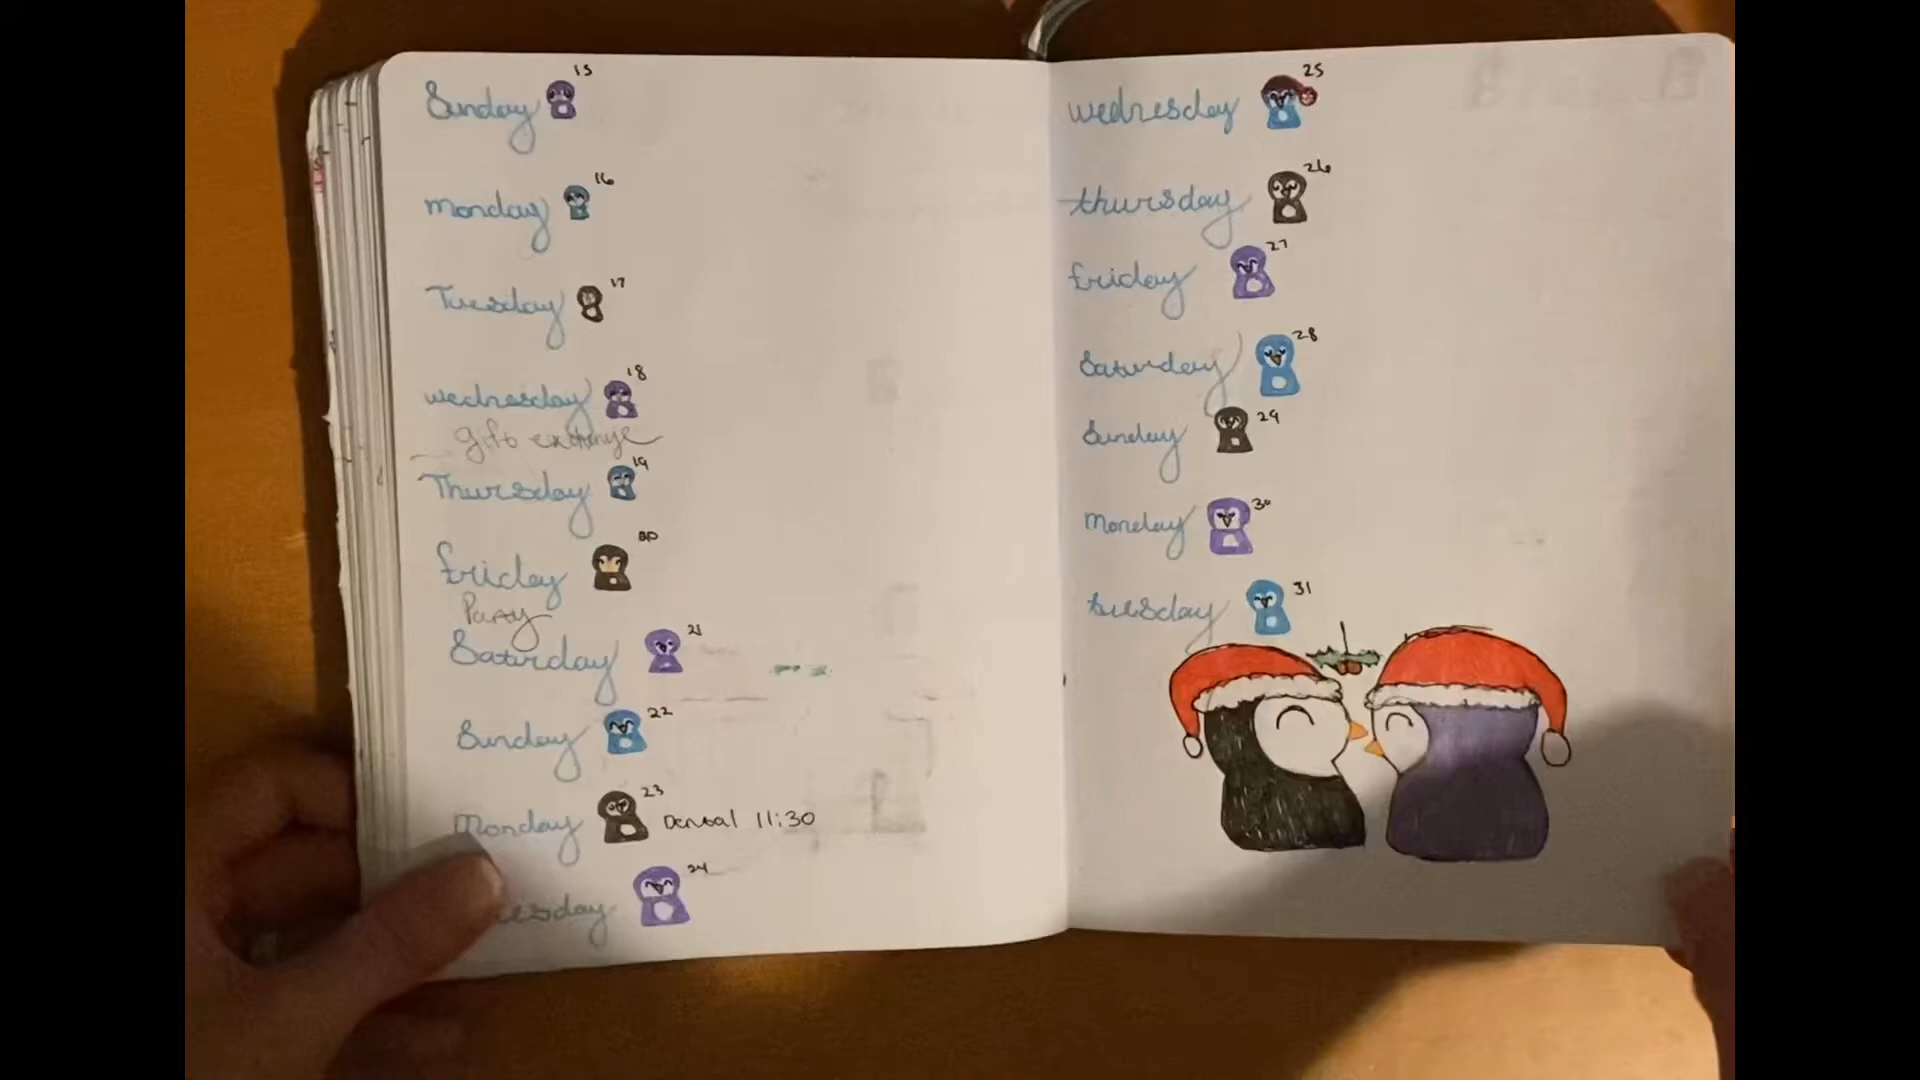 Sunday 15
monday 16
Tuesday 17
wednesday 18
gift exchange
Thursday 19
friday 20
Party
Saturday 21
Sunday 22
Monday 23 Dental 11:30
uesday 24
wednesday 25
thursday 26
friday 27
Saturday 28
Sunday 29
monday 30
tuesday 31